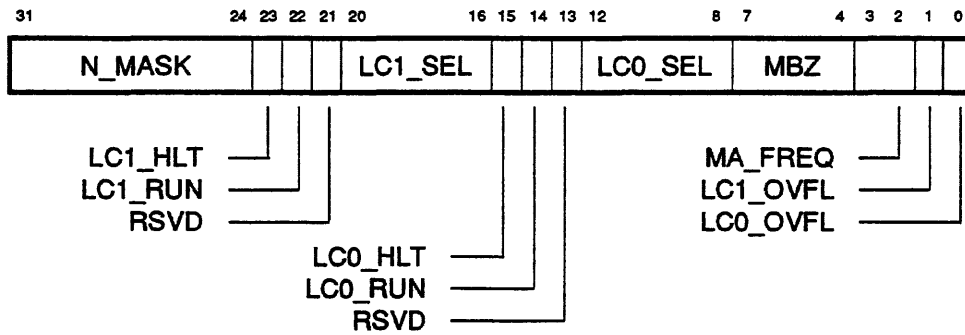 31 24 23 22 21 20 16 15 14 13 12 8 7 4 3 2 1 0
N_MASK LC1_SEL LC0_SEL MBZ
LC1_HLT MA_FREQ
LC1_RUN LC1_OVFL
RSVD LC0_OVFL
LC0_HLT
LC0_RUN
RSVD